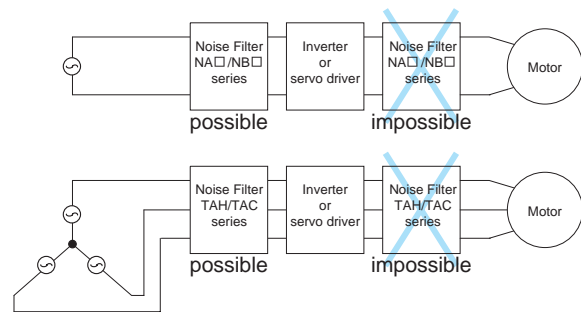 Noise Filter
NA□/NB□
series
Inverter
or
servo driver
Noise Filter
NA□/NB□
series
Motor
possible
impossible
Noise Filter
TAH/TAC
series
Inverter
or
servo driver
Noise Filter
TAH/TAC
series
Motor
possible
impossible